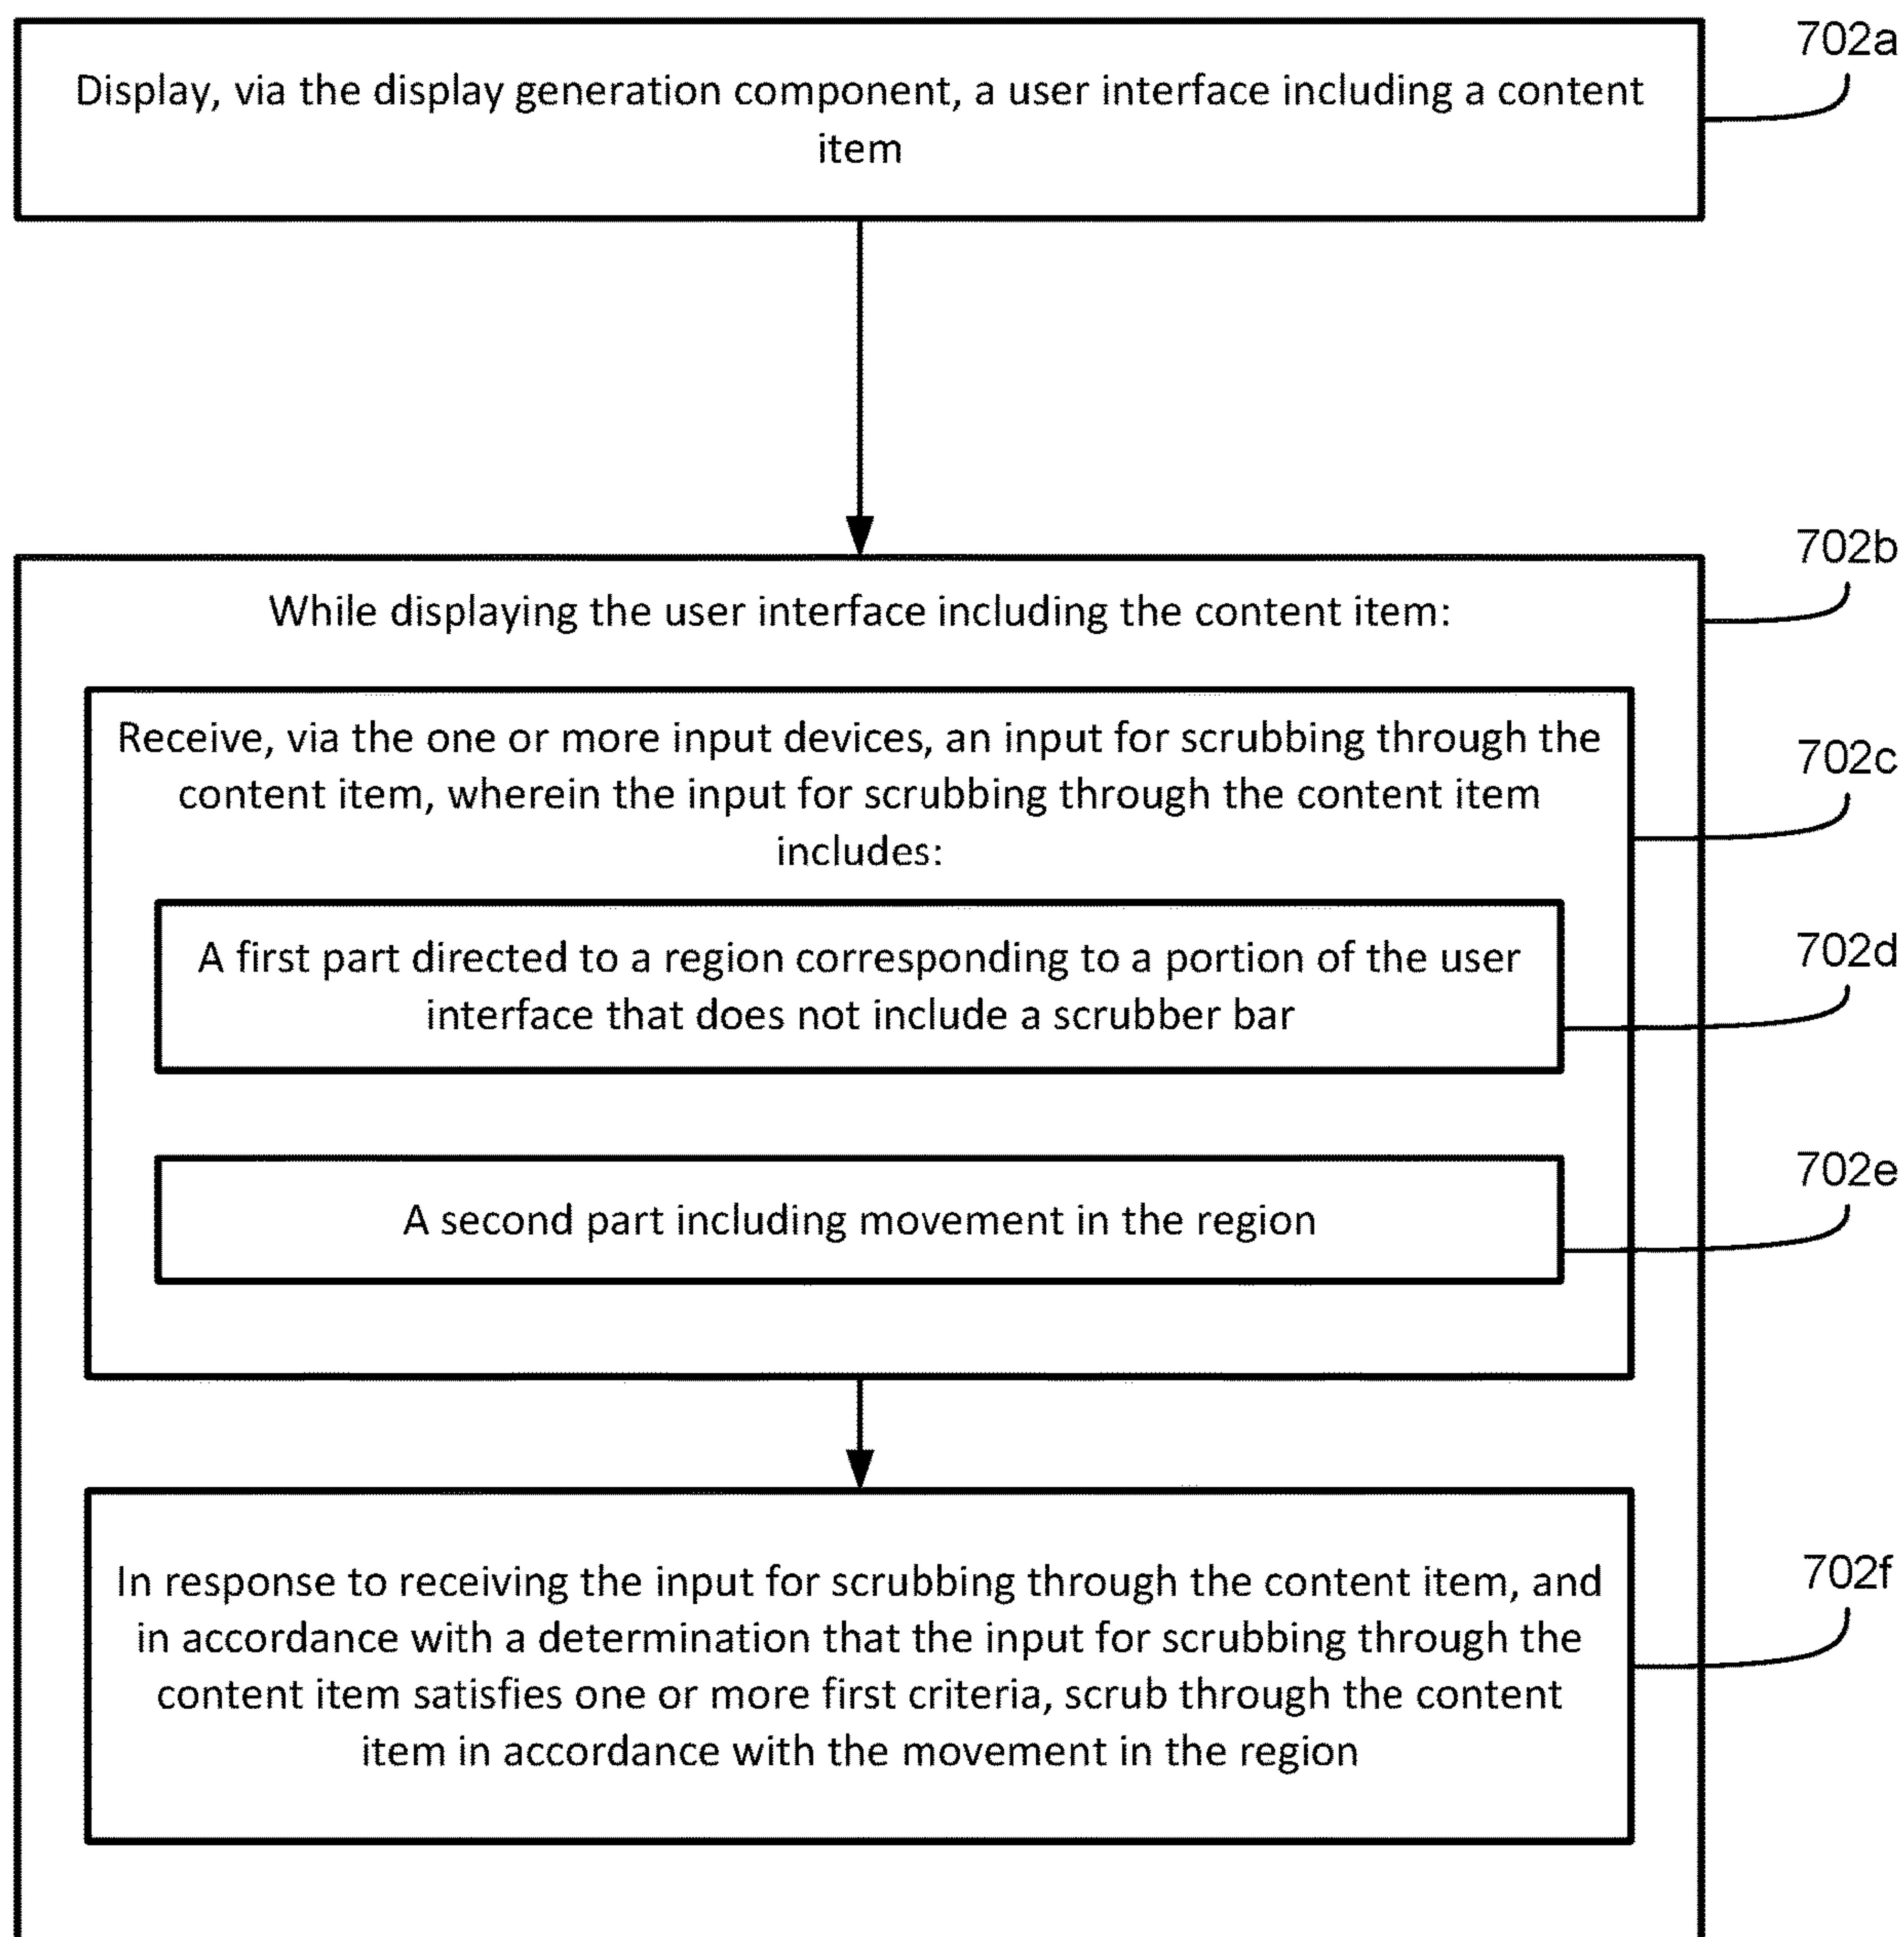 702a
Display, via the display generation component, a user interface including a content
item
702b
While displaying the user interface including the content item:
Receive, via the one or more input devices, an input for scrubbing through the
content item, wherein the input for scrubbing through the content item
includes:
702c
A first part directed to a region corresponding to a portion of the user
interface that does not include a scrubber bar
702d
A second part including movement in the region
702e
In response to receiving the input for scrubbing through the content item, and
in accordance with a determination that the input for scrubbing through the
content item satisfies one or more first criteria, scrub through the content
item in accordance with the movement in the region
702f